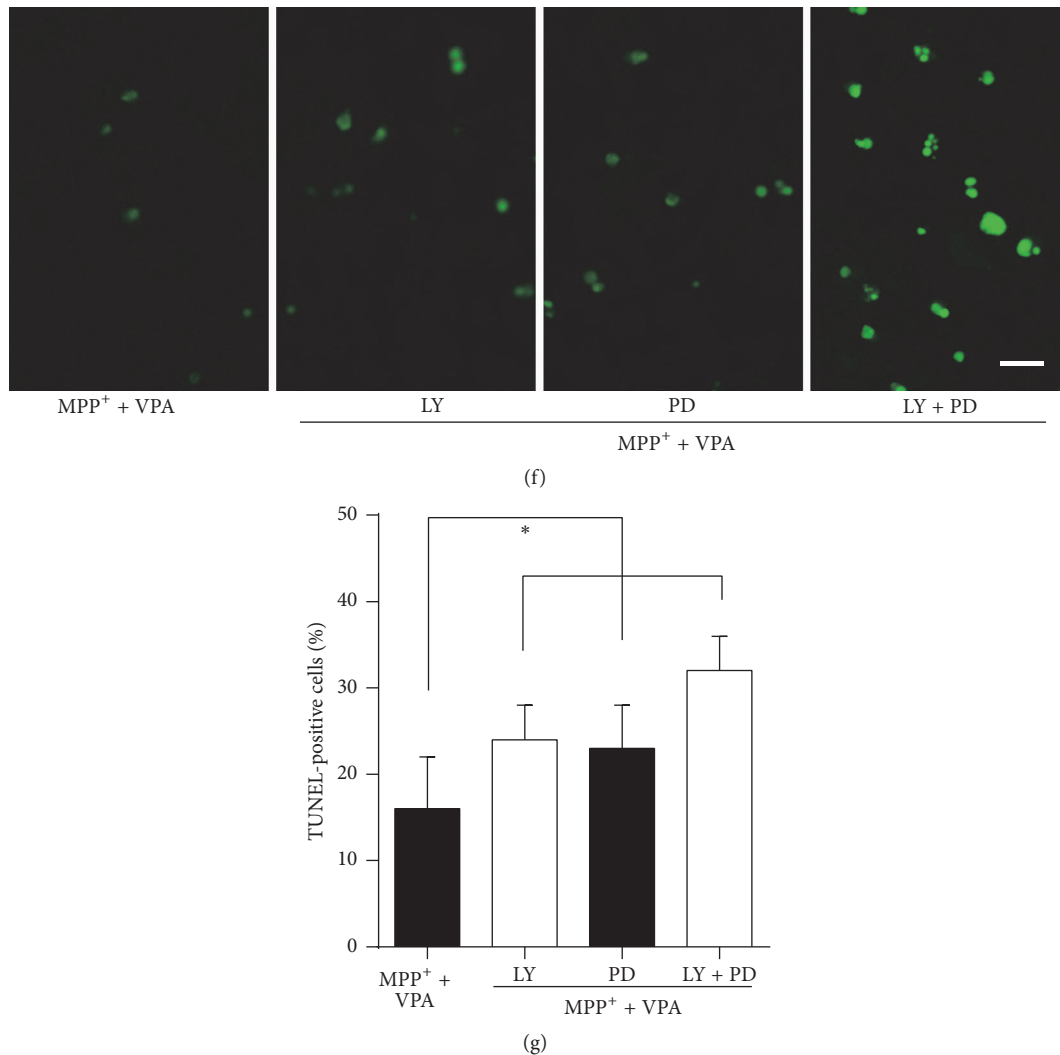 MPP+ + VPA
LY
PD
LY + PD
MPP+ + VPA
(f)
50
40
30
20
10
0
TUNEL-positive cells (%)
*
MPP+ +
VPA
LY
PD
LY + PD
MPP+ + VPA
(g)